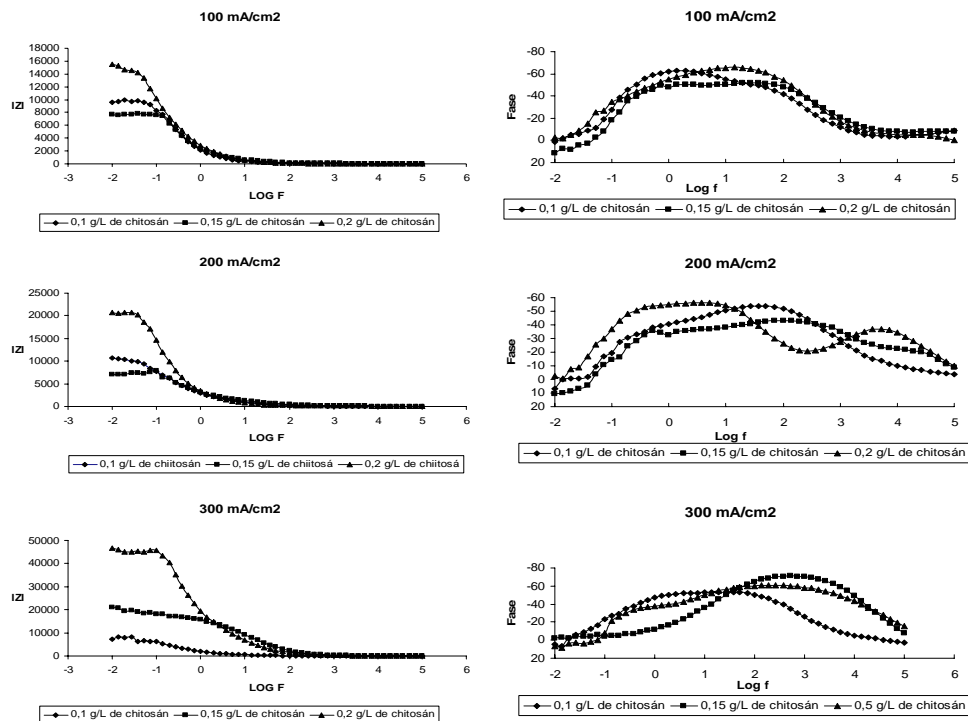 100 mA/cm2
18000
16000
14000
12000
10000
8000
6000
4000
2000
0
IZI
-3 -2 -1 0 1 2 3 4 5 6
LOG F
0,1 g/L de chitosán 0,15 g/L de chitosán 0,2 g/L de chitosán
100 mA/cm2
-80
-60
-40
-20
0
20
Fase
-2 -1 0 1 2 3 4 5
Log f
0,1 g/L de chitosán 0,15 g/L de chitosán 0,2 g/L de chitosán
200 mA/cm2
25000
20000
15000
10000
5000
0
IZI
-3 -2 -1 0 1 2 3 4 5 6
LOG F
0,1 g/L de chiitosán 0,15 g/L de chiitosá 0,2 g/L de chiitosá
200 mA/cm2
-60
-50
-40
-30
-20
-10
0
10
20
Fase
-2 -1 0 1 2 3 4 5
Log f
0,1 g/L de chitosán 0,15 g/L de chitosán 0,2 g/L de chitosán
300 mA/cm2
50000
40000
30000
20000
10000
0
IZI
-3 -2 -1 0 1 2 3 4 5 6
LOG F
0,1 g/L de chitosán 0,15 g/L de chitosán 0,2 g/L de chitosán
300 mA/cm2
-80
-60
-40
-20
0
20
Fase
-2 -1 0 1 2 3 4 5
Log f
0,1 g/L de chitosán 0,15 g/L de chitosán 0,5 g/L de chitosán